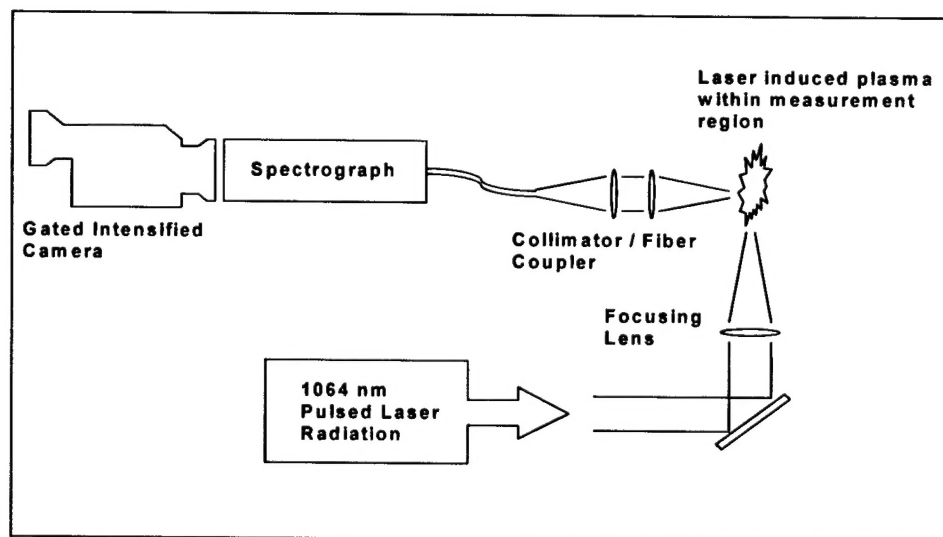 Laser induced plasma
within measurement
region
Spectrograph
Gated Intensified
Camera
Collimator / Fiber
Coupler
Focusing
Lens
1064 nm
Pulsed Laser
Radiation